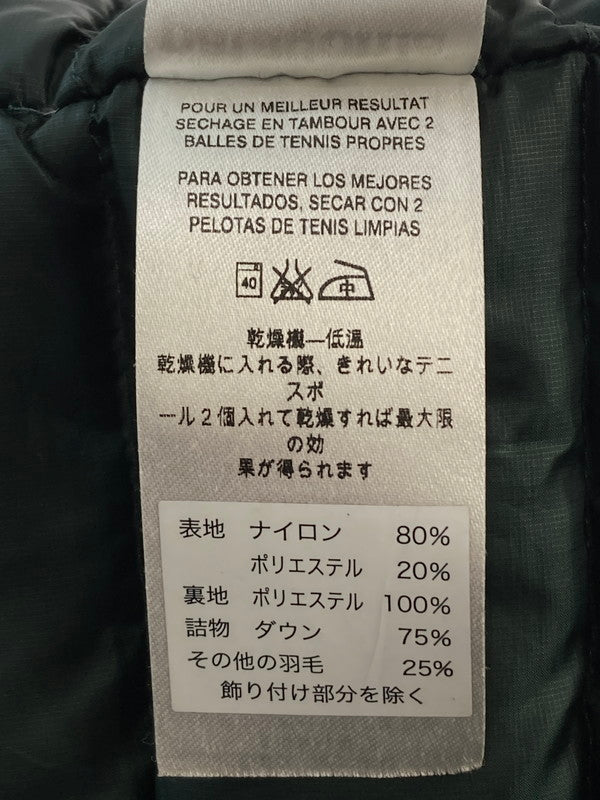 POUR UN MEILLEUR RESULTAT
SECHAGE EN TAMBOUR AVEC 2
BALLES DE TENNIS PROPRES
PARA OBTENER LOS MEJORES
RESULTADOS, SECAR CON 2
PELOTAS DE TENIS LIMPIAS
40 中
乾燥機—低温
乾燥機に入れる際、きれいなテニ
スボ
ール2個入れて乾燥すれば最大限
の効
果が得られます
表地 ナイロン 80%
ポリエステル 20%
裏地 ポリエステル 100%
詰物 ダウン 75%
その他の羽毛 25%
飾り付け部分を除く